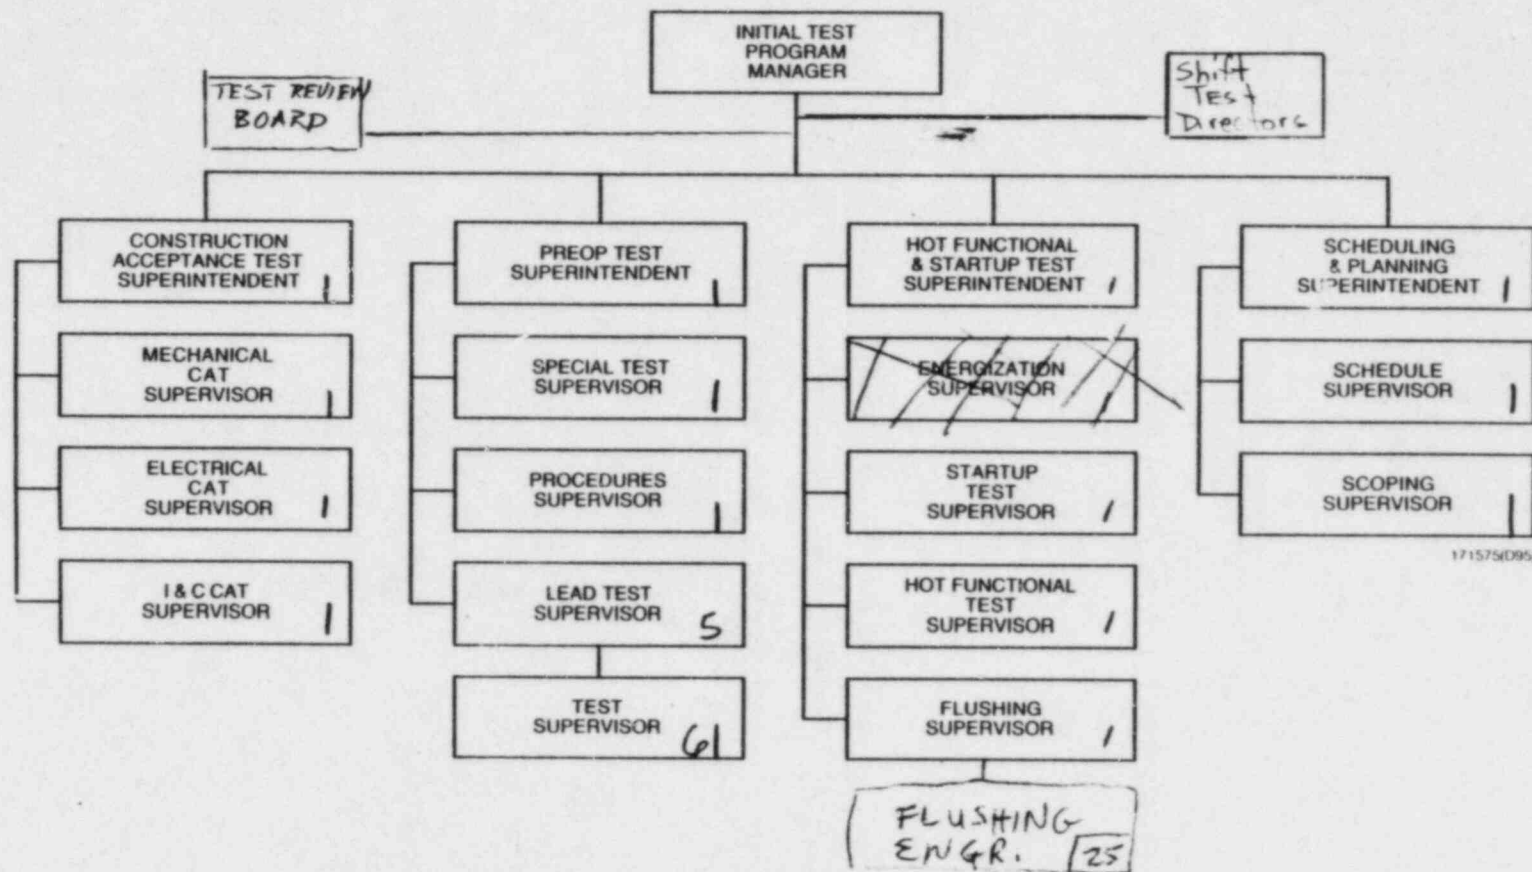 INITIAL TEST
PROGRAM
MANAGER
TEST REVIEW
BOARD
Shift
TEST
Directors
CONSTRUCTION
ACCEPTANCE TEST
SUPERINTENDENT 1
MECHANICAL
CAT
SUPERVISOR 1
ELECTRICAL
CAT
SUPERVISOR 1
I & C CAT
SUPERVISOR 1
PREOP TEST
SUPERINTENDENT 1
SPECIAL TEST
SUPERVISOR 1
PROCEDURES
SUPERVISOR 1
LEAD TEST
SUPERVISOR 5
TEST
SUPERVISOR 61
HOT FUNCTIONAL
& STARTUP TEST
SUPERINTENDENT 1
ENERGIZATION
SUPERVISOR 1
STARTUP
TEST
SUPERVISOR 1
HOT FUNCTIONAL
TEST
SUPERVISOR 1
FLUSHING
SUPERVISOR 1
FLUSHING
ENGR. 25
SCHEDULING
& PLANNING
SUPERINTENDENT 1
SCHEDULE
SUPERVISOR 1
SCOPING
SUPERVISOR 1